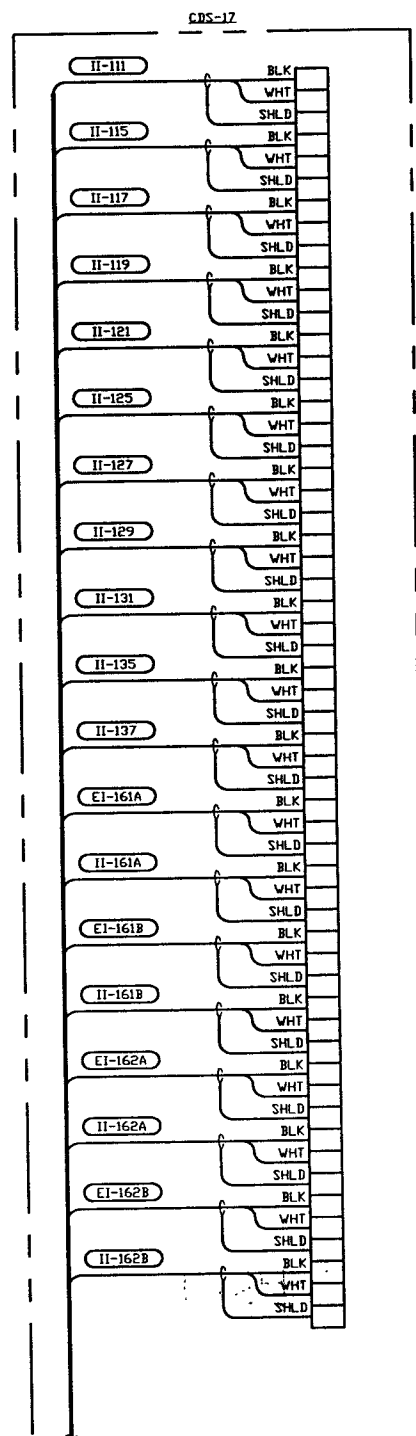 CDS-17
II-111
BLK
WHT
SHLD
II-115
BLK
WHT
SHLD
II-117
BLK
WHT
SHLD
II-119
BLK
WHT
SHLD
II-121
BLK
WHT
SHLD
II-125
BLK
WHT
SHLD
II-127
BLK
WHT
SHLD
II-129
BLK
WHT
SHLD
II-131
BLK
WHT
SHLD
II-135
BLK
WHT
SHLD
II-137
BLK
WHT
SHLD
EI-161A
BLK
WHT
SHLD
II-161A
BLK
WHT
SHLD
EI-161B
BLK
WHT
SHLD
II-161B
BLK
WHT
SHLD
EI-162A
BLK
WHT
SHLD
II-162A
BLK
WHT
SHLD
EI-162B
BLK
WHT
SHLD
II-162B
BLK
WHT
SHLD